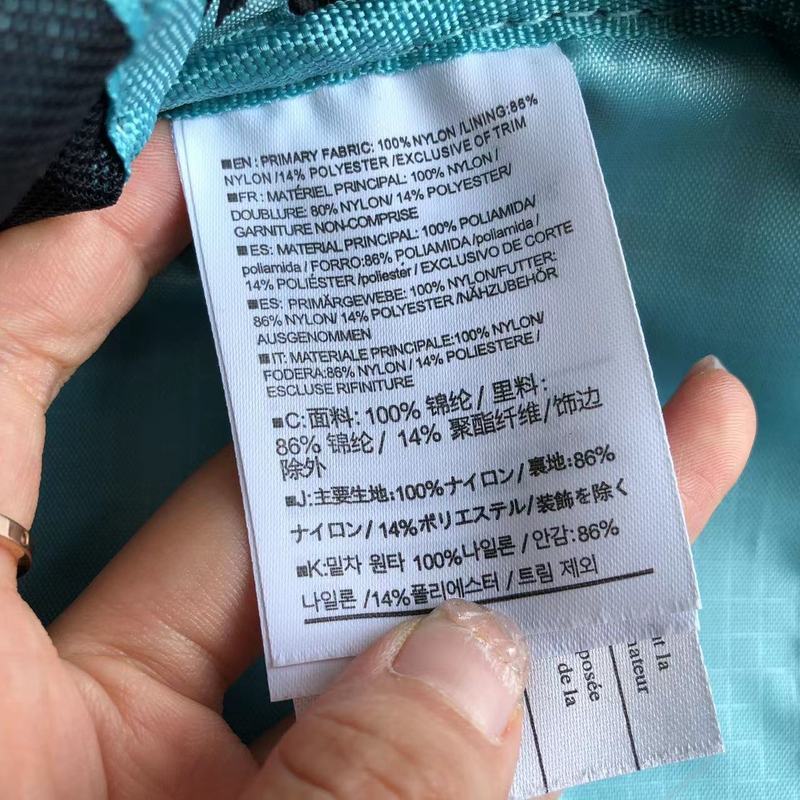 ■EN: PRIMARY FABRIC: 100% NYLON /LINING:86%
NYLON /14% POLYESTER /EXCLUSIVE OF TRIM
■FR: MATÉRIEL PRINCIPAL: 100% NYLON /
DOUBLURE: 80% NYLON/ 14% POLYESTER/
GARNITURE NON-COMPRISE
■ES: MATERIAL PRINCIPAL: 100% POLIAMIDA/
poliamida / FORRO:86% POLIAMIDA /poliamida /
14% POLIÉSTER /poliester / EXCLUSIVO DE CORTE
■ES: PRIMÄRGEWEBE: 100% NYLON/FUTTER:
86% NYLON/ 14% POLYESTER /NÄHZUBEHÖR
AUSGENOMMEN
■IT: MATERIALE PRINCIPALE:100% NYLON/
FODERA:86% NYLON / 14% POLIESTERE /
ESCLUSE RIFINITURE
■C:面料: 100% 锦纶 / 里料:
86% 锦纶 / 14% 聚酯纤维 / 饰边
除外
■J:主要生地:100%ナイロン/ 裏地:86%
ナイロン/ 14%ポリエステル/装飾を除く
■K:밀차 원타 100%나일론 / 안감:86%
나일론 /14%폴리에스터 / 트림 제외
t la
mateur
posée
de la